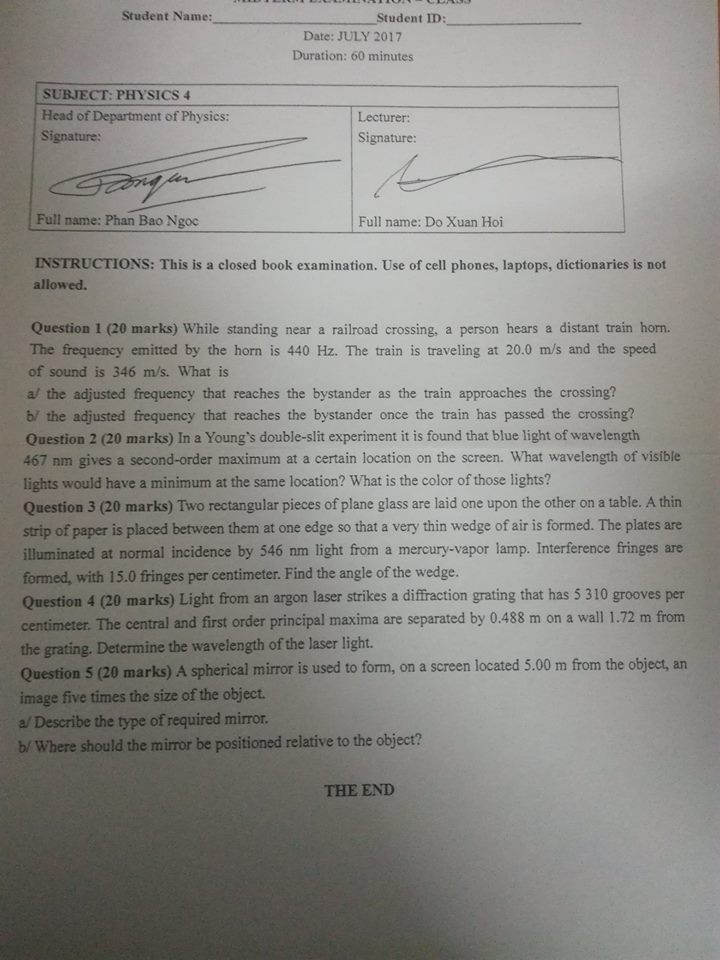 MIDTERM EXAMINATION – CLASS
Student Name: Student ID:
Date: JULY 2017
Duration: 60 minutes
SUBJECT: PHYSICS 4
Head of Department of Physics:
Signature:
Full name: Phan Bao Ngoc
Lecturer:
Signature:
Full name: Do Xuan Hoi
INSTRUCTIONS: This is a closed book examination. Use of cell phones, laptops, dictionaries is not
allowed.
Question 1 (20 marks) While standing near a railroad crossing, a person hears a distant train horn.
The frequency emitted by the horn is 440 Hz. The train is traveling at 20.0 m/s and the speed
of sound is 346 m/s. What is
a/ the adjusted frequency that reaches the bystander as the train approaches the crossing?
b/ the adjusted frequency that reaches the bystander once the train has passed the crossing?
Question 2 (20 marks) In a Young's double-slit experiment it is found that blue light of wavelength
467 nm gives a second-order maximum at a certain location on the screen. What wavelength of visible
lights would have a minimum at the same location? What is the color of those lights?
Question 3 (20 marks) Two rectangular pieces of plane glass are laid one upon the other on a table. A thin
strip of paper is placed between them at one edge so that a very thin wedge of air is formed. The plates are
illuminated at normal incidence by 546 nm light from a mercury-vapor lamp. Interference fringes are
formed, with 15.0 fringes per centimeter. Find the angle of the wedge.
Question 4 (20 marks) Light from an argon laser strikes a diffraction grating that has 5 310 grooves per
centimeter. The central and first order principal maxima are separated by 0.488 m on a wall 1.72 m from
the grating. Determine the wavelength of the laser light.
Question 5 (20 marks) A spherical mirror is used to form, on a screen located 5.00 m from the object, an
image five times the size of the object.
a/ Describe the type of required mirror.
b/ Where should the mirror be positioned relative to the object?
THE END